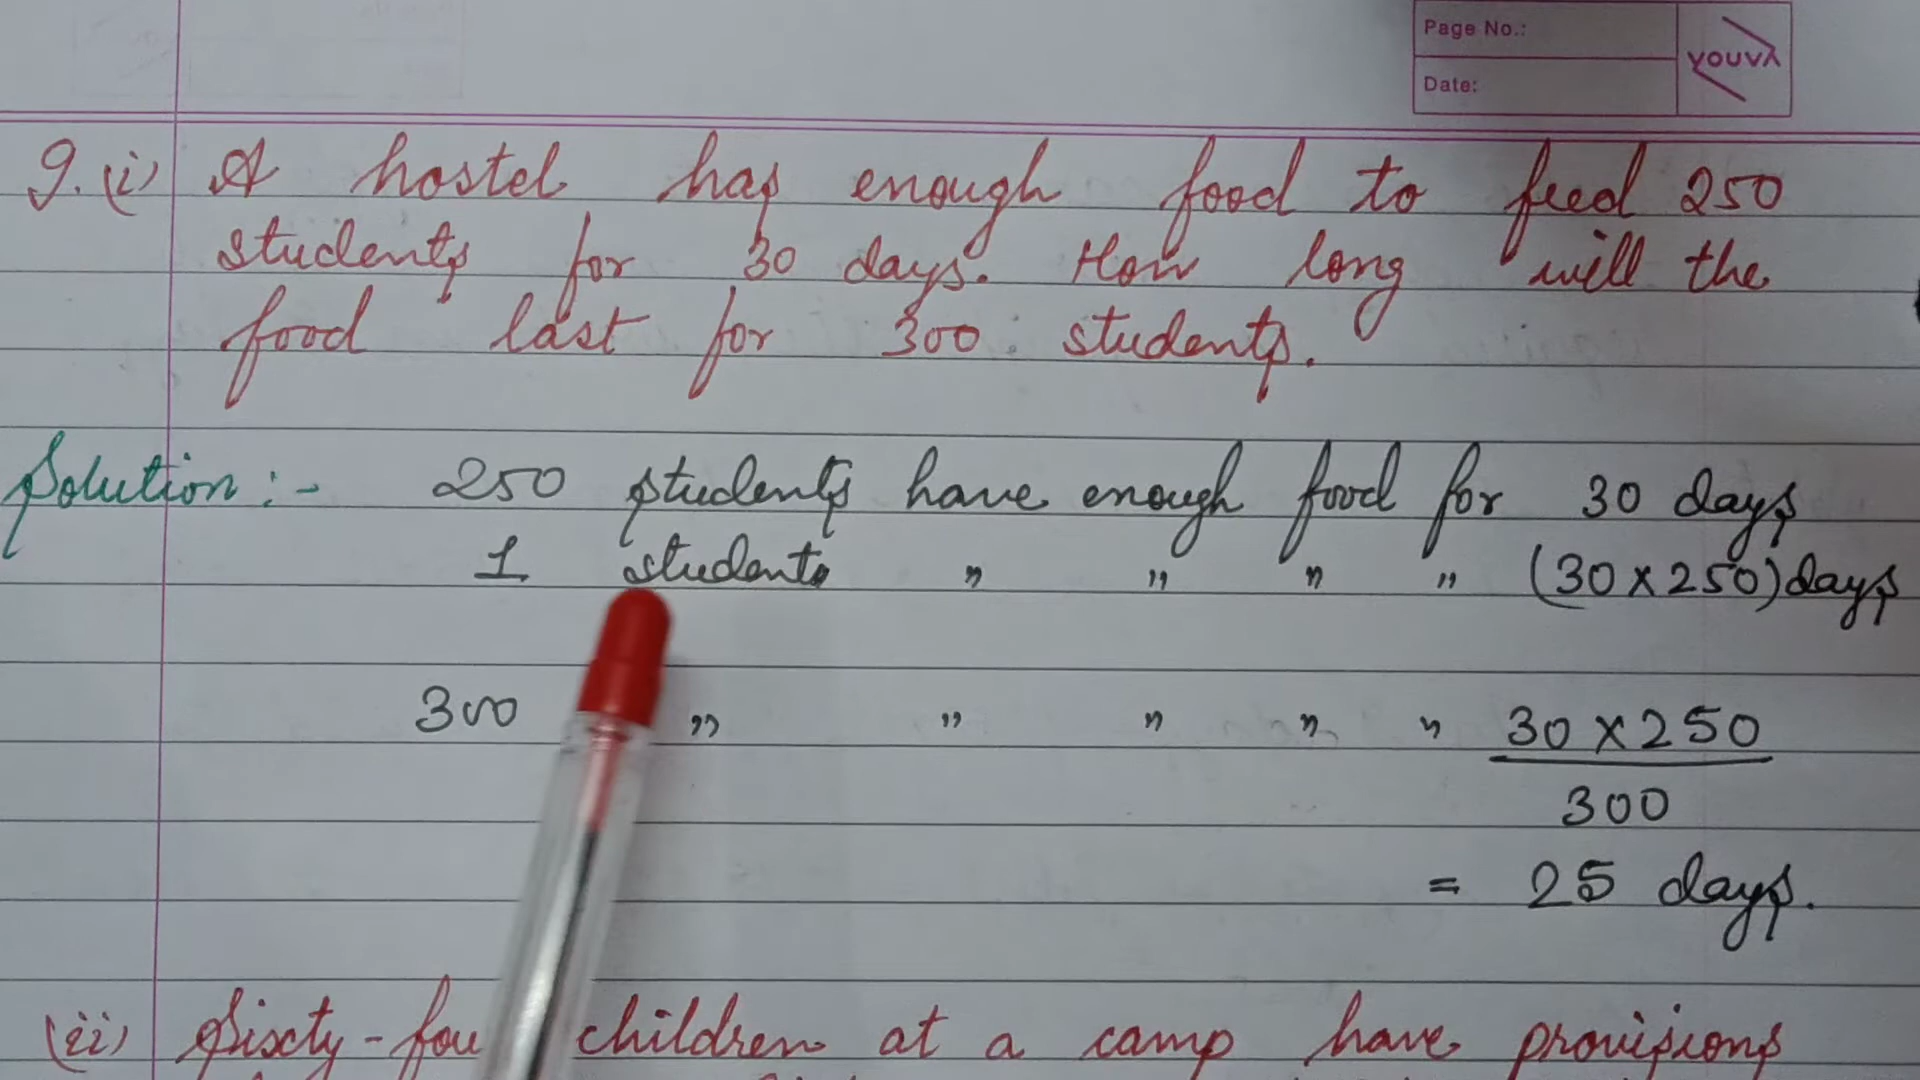 Page No.:
Date:
YOUVA
9. (i) A hostel has enough food to feed 250
students for 30 days. How long will the
food last for 300 students.
Solution :- 250 students have enough food for 30 days
1 student " " " " (30 x 250) days
300 " " " " " 30 x 250
300
= 25 days.
(ii) Sixty-fou children at a camp have provisions